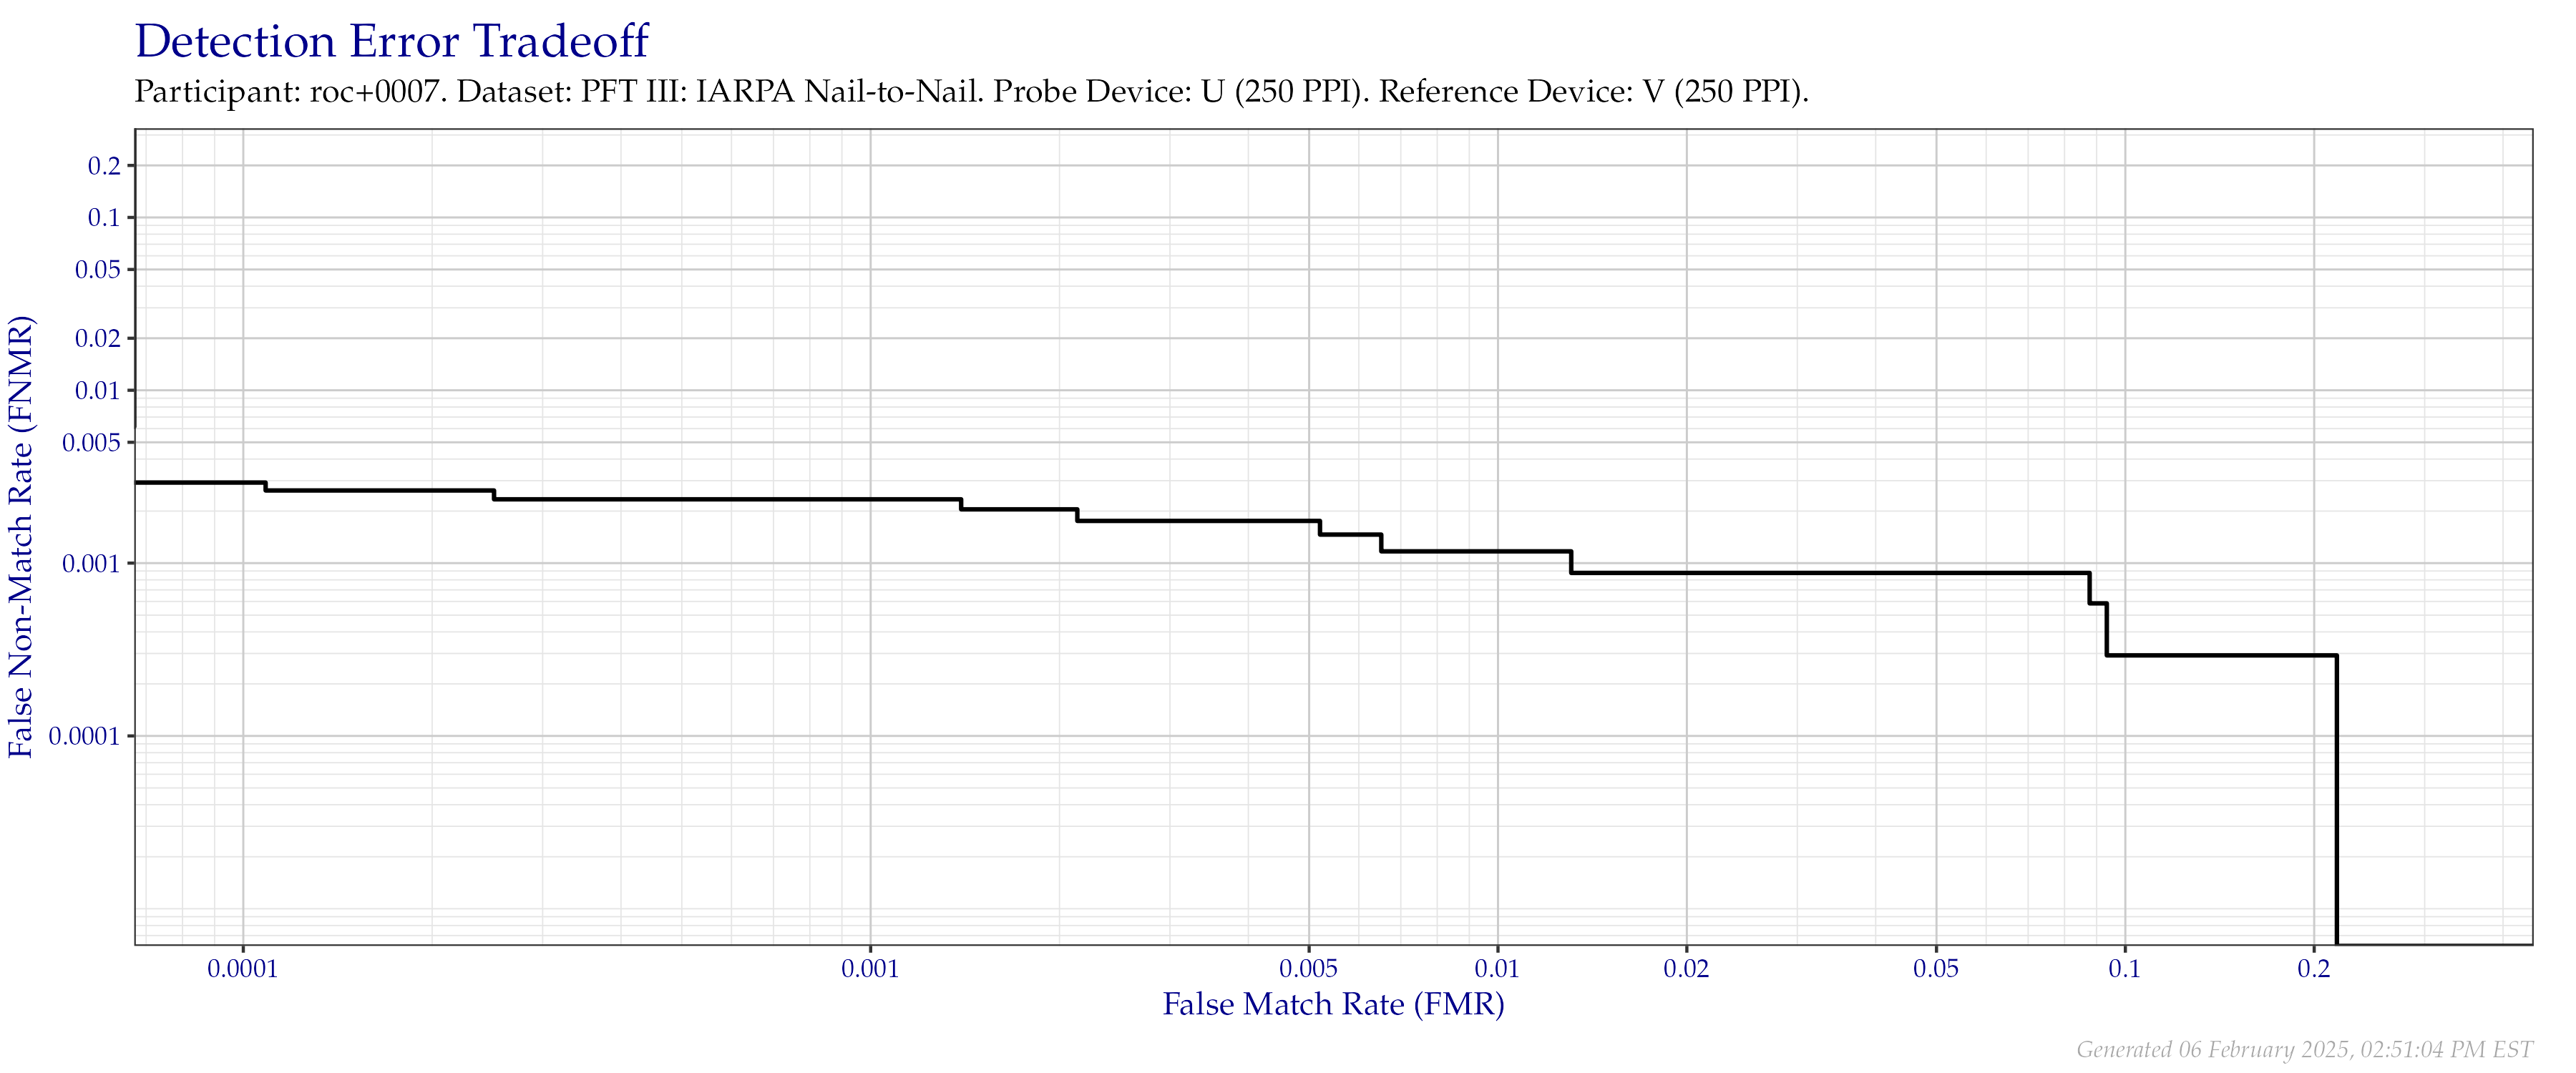 Detection Error Tradeoff
Participant: roc+0007. Dataset: PFT III: IARPA Nail-to-Nail. Probe Device: U (250 PPI). Reference Device: V (250 PPI).
False Non-Match Rate (FNMR)
0.2
0.1
0.05
0.02
0.01
0.005
0.001
0.0001
0.0001 0.001 0.005 0.01 0.02 0.05 0.1 0.2
False Match Rate (FMR)
Generated 06 February 2025, 02:51:04 PM EST